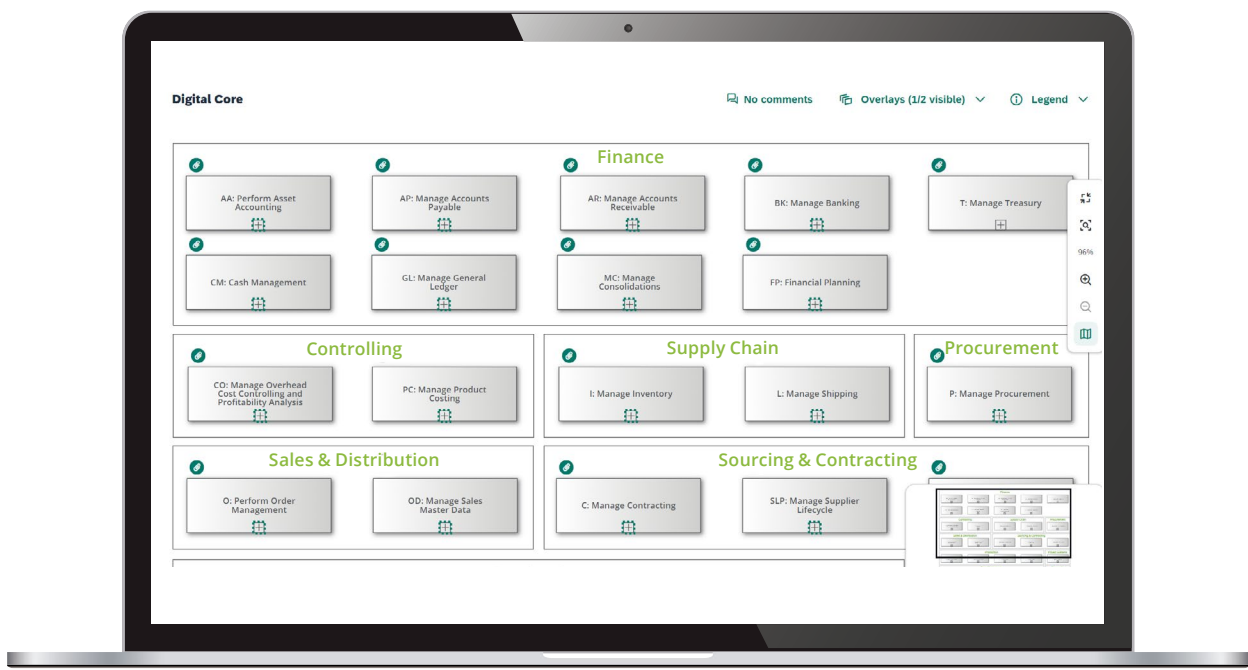 Digital Core
No comments
Overlays (1/2 visible)
Legend
Finance
AA: Perform Asset
Accounting
AP: Manage Accounts
Payable
AR: Manage Accounts
Receivable
BK: Manage Banking
T: Manage Treasury
96%
CM: Cash Management
GL: Manage General
Ledger
MC: Manage
Consolidations
FP: Financial Planning
Controlling
CO: Manage Overhead
Cost Controlling and
Profitability Analysis
PC: Manage Product
Costing
Supply Chain
I: Manage Inventory
L: Manage Shipping
Procurement
P: Manage Procurement
Sales & Distribution
O: Perform Order
Management
OD: Manage Sales
Master Data
Sourcing & Contracting
C: Manage Contracting
SLP: Manage Supplier
Lifecycle